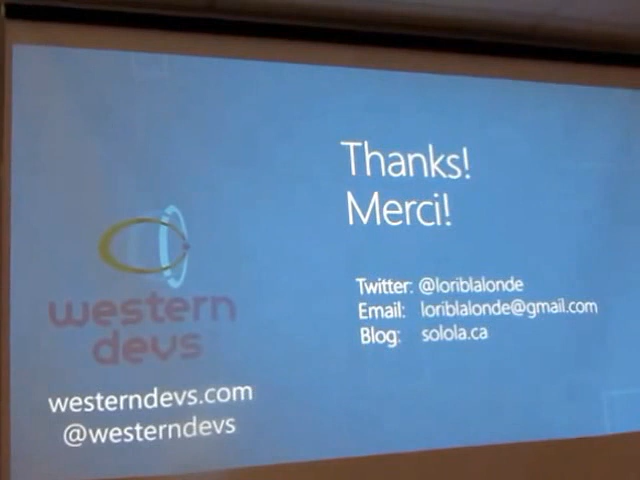 Thanks!
Merci!
Twitter: @loriblalonde
Email: loriblalonde@gmail.com
Blog: solola.ca
western
devs
westerndevs.com
@westerndevs